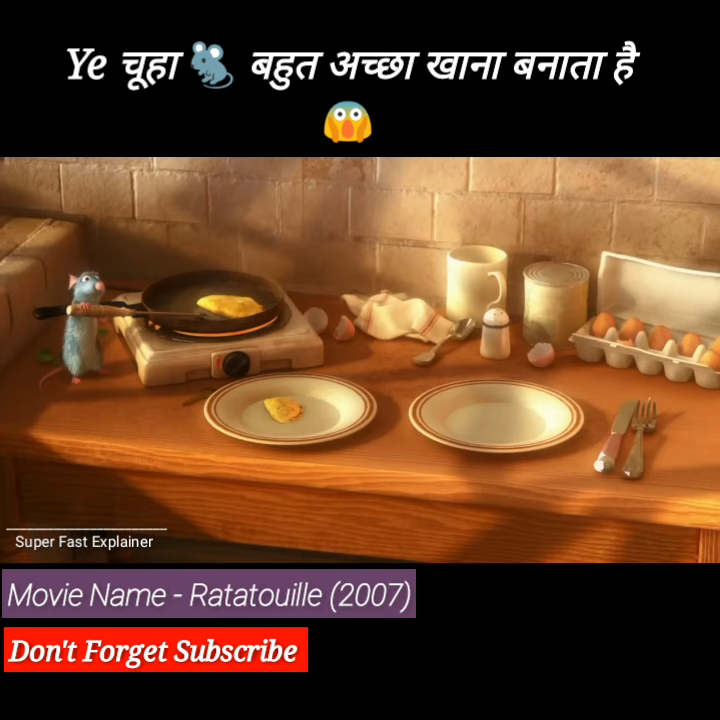 Ye चूहा 🐀 बहुत अच्छा खाना बनाता है
😱
Super Fast Explainer
Movie Name - Ratatouille (2007)
Don't Forget Subscribe